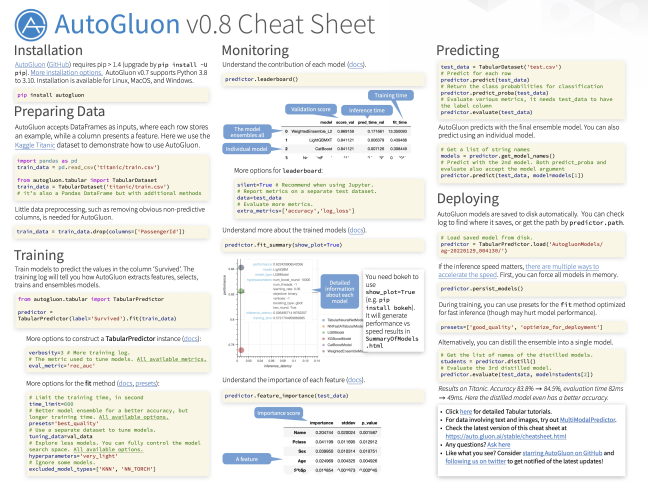 AutoGluon v0.8 Cheat Sheet
Installation
AutoGluon (GitHub) requires pip > 1.4 (upgrade by pip install -U
pip). More installation options. AutoGluon v0.7 supports Python 3.8
to 3.10. Installation is available for Linux, MacOS, and Windows.
pip install autogluon
Preparing Data
AutoGluon accepts DataFrames as inputs, where each row stores
an example, while a column presents a feature. Here we use the
Kaggle Titanic dataset to demonstrate how to use AutoGluon.
import pandas as pd
train_data = pd.read_csv('titanic/train.csv')
from autogluon.tabular import TabularDataset
train_data = TabularDataset('titanic/train.csv')
# it's also a Pandas DataFrame but with additional methods
Little data preprocessing, such as removing obvious non-predictive
columns, is needed for AutoGluon.
train_data = train_data.drop(columns=['PassengerId'])
Training
Train models to predict the values in the column 'Survived'. The
training log will tell you how AutoGluon extracts features, selects,
trains and ensembles models.
from autogluon.tabular import TabularPredictor
predictor =
TabularPredictor(label='Survived').fit(train_data)
More options to construct a TabularPredictor instance (docs):
verbosity=3 # More training log.
# The metric used to tune models. All available metrics.
eval_metric='roc_auc'
More options for the fit method (docs, presets):
# Limit the training time, in second
time_limit=600
# Better model ensemble for a better accuracy, but
longer training time. All available options.
presets='best_quality'
# Use a separate dataset to tune models.
tuning_data=val_data
# Explore less models. You can fully control the model
search space. All available options.
hyperparameters='very_light'
# Ignore some models.
excluded_model_types=['KNN', 'NN_TORCH']
Monitoring
Understand the contribution of each model (docs).
predictor.leaderboard()
Training time
Validation score
Inference time
model score_val pred_time_val fit_time
The model
ensembles all
0 WeightedEnsemble_L2
LightGBMXT
Individual model
2 CatBoost
More options for leaderboard:
silent=True # Recommend when using Jupyter.
# Report metrics on a separate test dataset.
data=test_data
# Evaluate more metrics.
extra_metrics=['accuracy','log_loss']
Understand more about the trained models (docs).
predictor.fit_summary(show_plot=True)
Detailed
information
about each
model
You need bokeh to
use
show_plot=True
(e.g. pip
install bokeh).
It will generate
performance vs
speed results in
SummaryOfModels
.html
Understand the importance of each feature (docs).
predictor.feature_importance(test_data)
Importance score
importance stddev p_value
Name
Pclass
Sex
Age
A feature
Predicting
test_data = TabularDataset('test.csv')
# Predict for each row
predictor.predict(test_data)
# Return the class probabilities for classification
predictor.predict_proba(test_data)
# Evaluate various metrics, it needs test_data to have
the label column
predictor.evaluate(test_data)
AutoGluon predicts with the final ensemble model. You can also
predict using an individual model.
# Get a list of string names
models = predictor.get_model_names()
# Predict with the 2nd model. Both predict_proba and
evaluate also accept the model argument
predictor.predict(test_data, model=models[1])
Deploying
AutoGluon models are saved to disk automatically. You can check
log to find where it saves, or get the path by predictor.path.
# Load saved model from disk.
predictor = TabularPredictor.load('AutogluonModels/
If the inference speed matters, there are multiple ways to
accelerate the speed. First, you can force all models in memory.
predictor.persist_models()
During training, you can use presets for the fit method optimized
for fast inference (though may hurt model performance).
presets=['good_quality', 'optimize_for_deployment']
Alternatively, you can distill the ensemble into a single model.
# Get the list of names of the distilled models.
students = predictor.distill()
# Evaluate the 3rd distilled model.
predictor.evaluate(test_data, model=students[2])
Results on Titanic. Accuracy 83.8% → 84.5%, evaluation time 82ms
→ 49ms. Here the distilled model even has a better accuracy.
• Click here for detailed Tabular tutorials.
• For data involving text and images, try out MultiModalPredictor.
• Check the latest version of this cheat sheet at
https://auto.gluon.ai/stable/cheatsheet.html
• Any questions? Ask here
• Like what you see? Consider starring AutoGluon on GitHub and
following us on twitter to get notified of the latest updates!